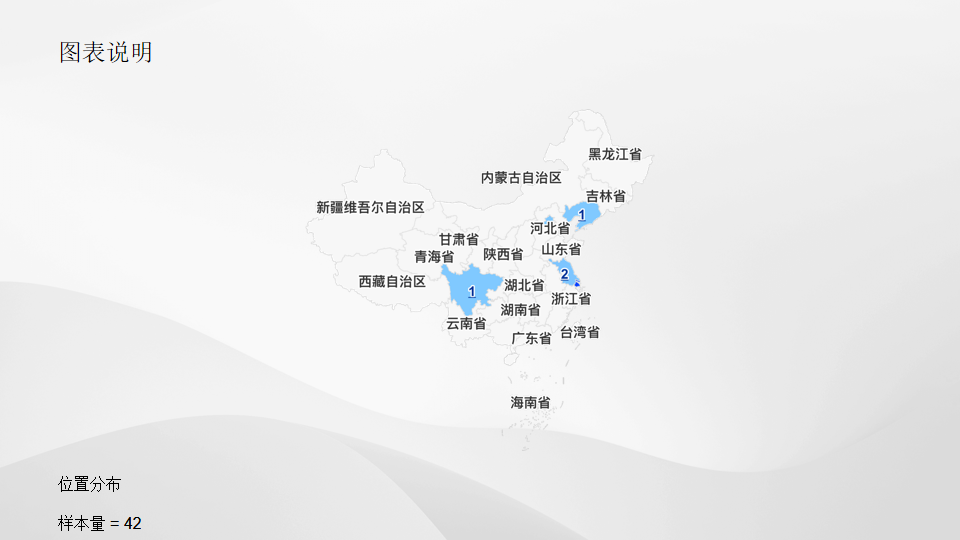 图表说明
黑龙江省
内蒙古自治区
吉林省
新疆维吾尔自治区
1
河北省
甘肃省
山东省
青海省
陕西省
2
西藏自治区
1
湖北省
浙江省
湖南省
云南省
台湾省
广东省
海南省
位置分布
样本量 = 42